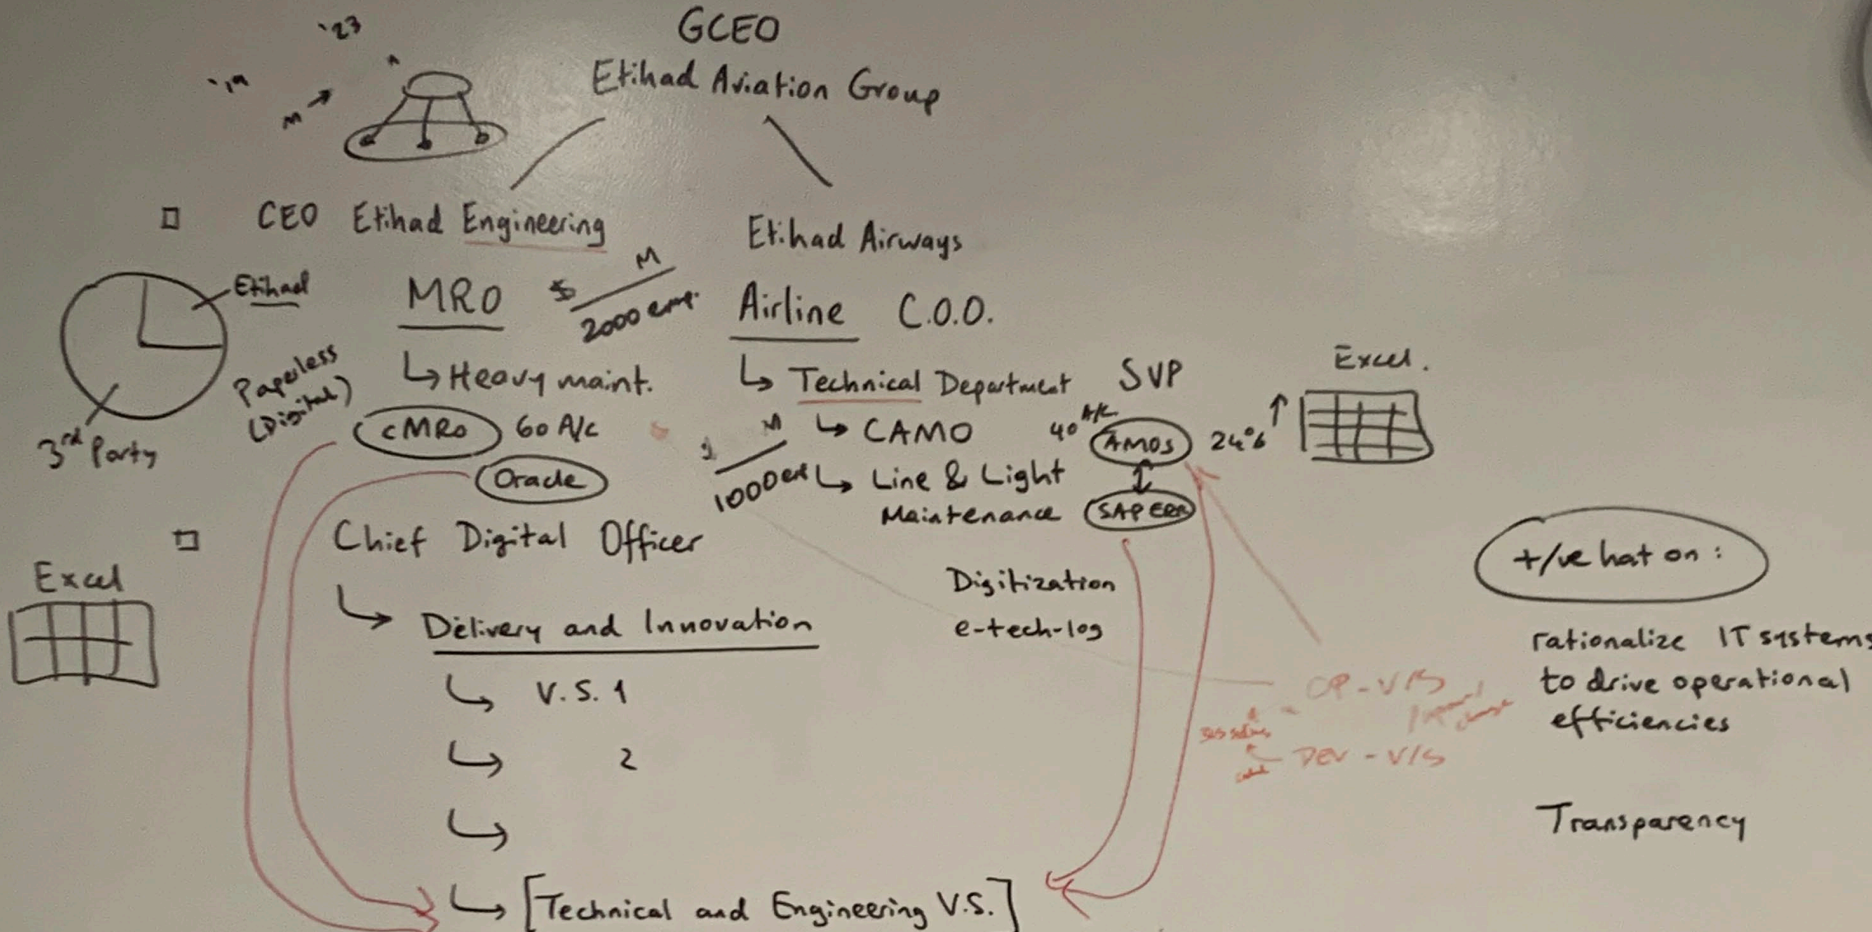 '23
GCEO
'19
M
Etihad Aviation Group
CEO Etihad Engineering
Etihad Airways
Etihad
MRO
$ M
2000 emp.
Airline C.O.O.
Paperless
(Digital)
Heavy maint.
Technical Department SVP
Excel.
3rd Party
cMRO 60 A/c
M
1000
CAMO
40 A/c
AMOS
24%
Oracle
Line & Light
Maintenance
SAP ERP
Chief Digital Officer
+/ve hat on :
Excel
Digitization
e-tech-log
Delivery and Innovation
rationalize IT systems
to drive operational
efficiencies
V.S. 1
OP - V/S
2
DEV - V/S
Transparency
[Technical and Engineering V.S.]